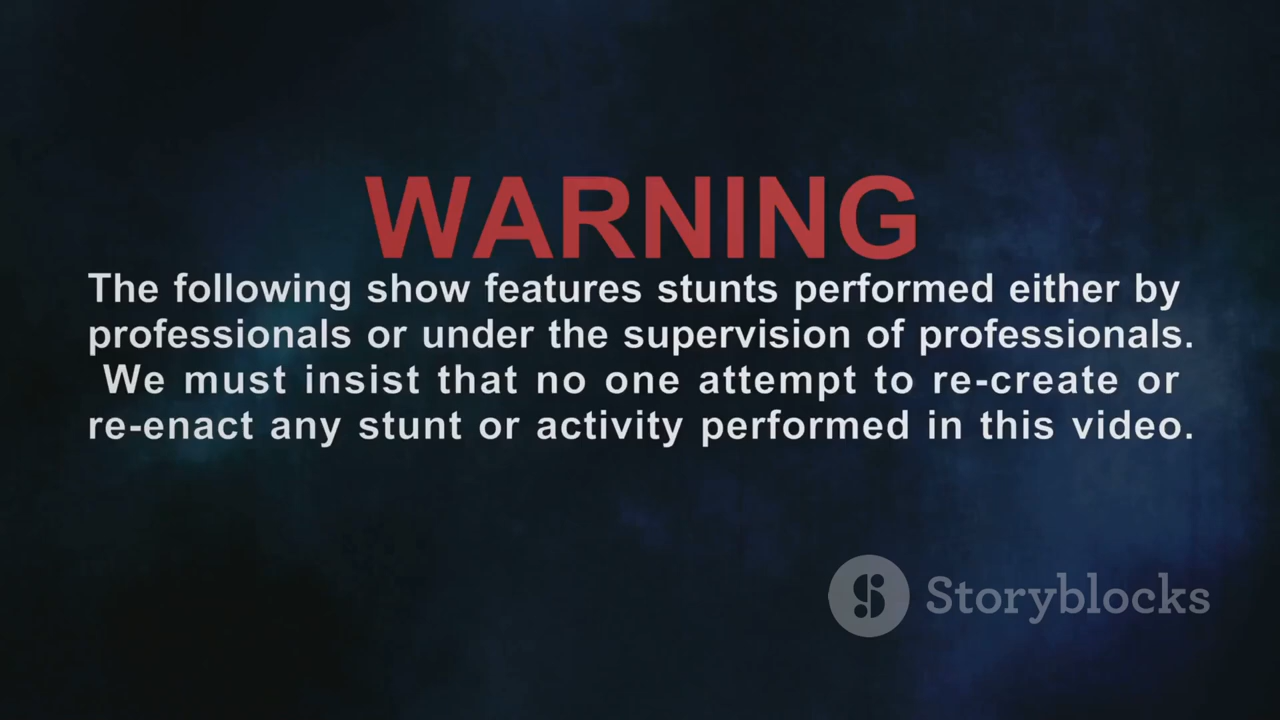 WARNING
The following show features stunts performed either by
professionals or under the supervision of professionals.
We must insist that no one attempt to re-create or
re-enact any stunt or activity performed in this video.
Storyblocks